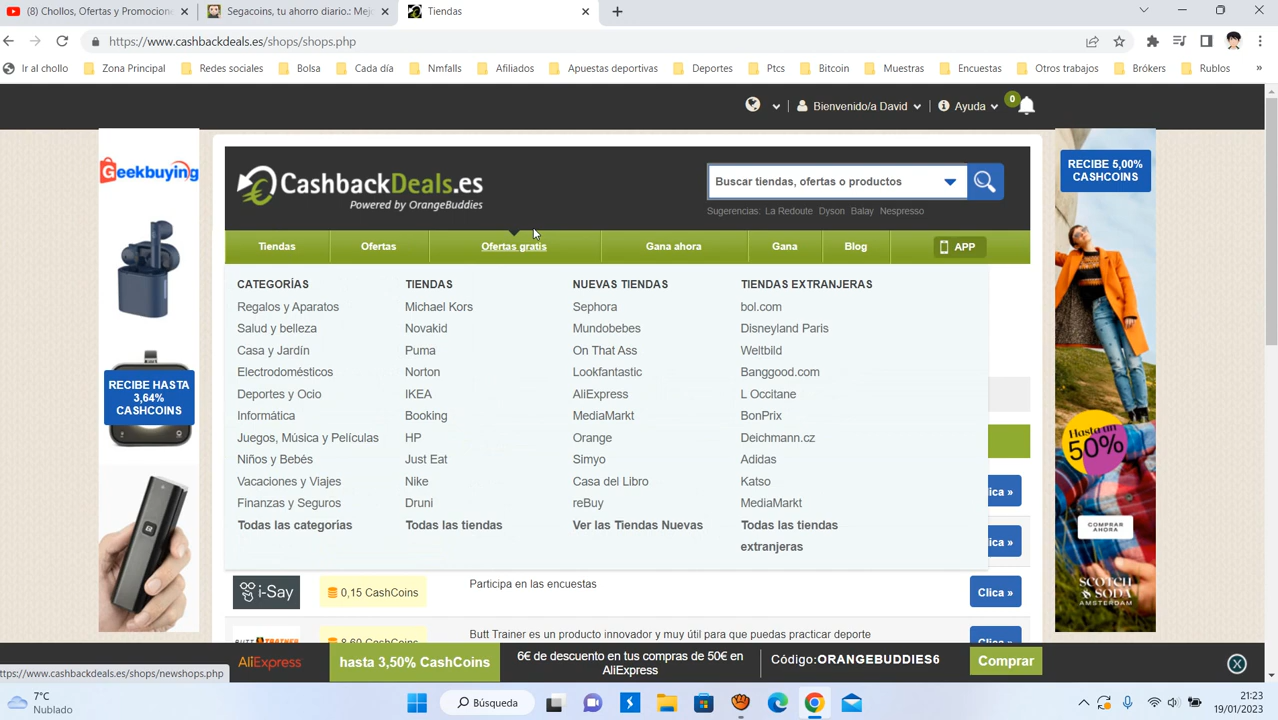 (8) Chollos, Ofertas y Promocione
Segacoins, tu ahorro diario.: Mej
Tiendas
https://www.cashbackdeals.es/shops/shops.php
Ir al chollo
Zona Principal
Redes sociales
Bolsa
Cada día
Nmfalls
Afiliados
Apuestas deportivas
Deportes
Ptcs
Bitcoin
Muestras
Encuestas
Otros trabajos
Brókers
Rublos
»
Bienvenido/a David
Ayuda
0
Geekbuying
RECIBE HASTA
3,64%
CASHCOINS
CashbackDeals.es
Powered by OrangeBuddies
Buscar tiendas, ofertas o productos
Sugerencias: La Redoute Dyson Balay Nespresso
Tiendas
Ofertas
Ofertas gratis
Gana ahora
Gana
Blog
APP
CATEGORÍAS
Regalos y Aparatos
Salud y belleza
Casa y Jardín
Electrodomésticos
Deportes y Ocio
Informática
Juegos, Música y Películas
Niños y Bebés
Vacaciones y Viajes
Finanzas y Seguros
Todas las categorías
TIENDAS
Michael Kors
Novakid
Puma
Norton
IKEA
Booking
HP
Just Eat
Nike
Druni
Todas las tiendas
NUEVAS TIENDAS
Sephora
Mundobebes
On That Ass
Lookfantastic
AliExpress
MediaMarkt
Orange
Simyo
Casa del Libro
reBuy
Ver las Tiendas Nuevas
TIENDAS EXTRANJERAS
bol.com
Disneyland Paris
Weltbild
Banggood.com
L Occitane
BonPrix
Deichmann.cz
Adidas
Katso
MediaMarkt
Todas las tiendas
extranjeras
lica »
lica »
i-Say
0,15 CashCoins
Participa en las encuestas
Clica »
BUTT TRAINER
8,69 CashCoins
Butt Trainer es un producto innovador y muy útil para que puedas practicar deporte
Clica »
RECIBE 5,00%
CASHCOINS
Hasta un
50%
COMPRAR
AHORA
SCOTCH
& SODA
AMSTERDAM
AliExpress
hasta 3,50% CashCoins
6€ de descuento en tus compras de 50€ en
AliExpress
Código:ORANGEBUDDIES6
Comprar
ttps://www.cashbackdeals.es/shops/newshops.php
7°C
Nublado
Búsqueda
21:23
19/01/2023